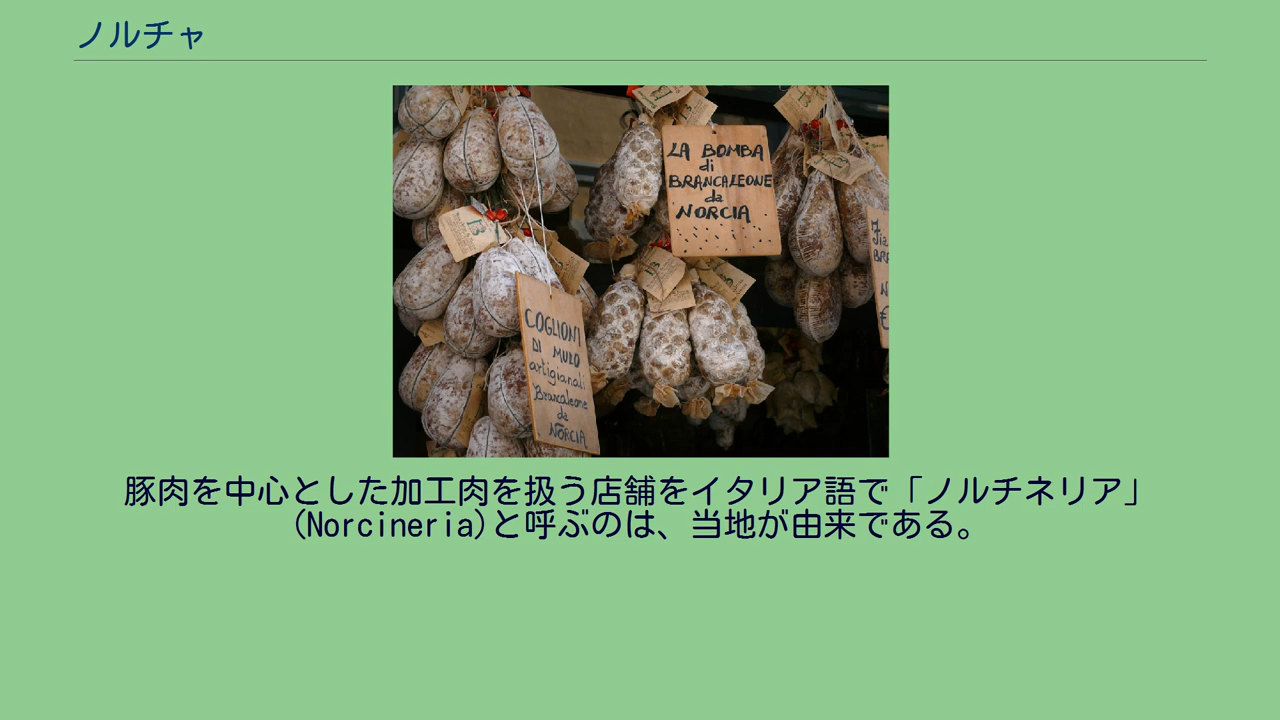 ノルチャ
LA BOMBA
di
BRANCALEONE
da
NORCIA
COGLIONI
DI MULO
artigianali
Brancaleone
da
NORCIA
豚肉を中心とした加工肉を扱う店舗をイタリア語で「ノルチネリア」
(Norcineria)と呼ぶのは、当地が由来である。